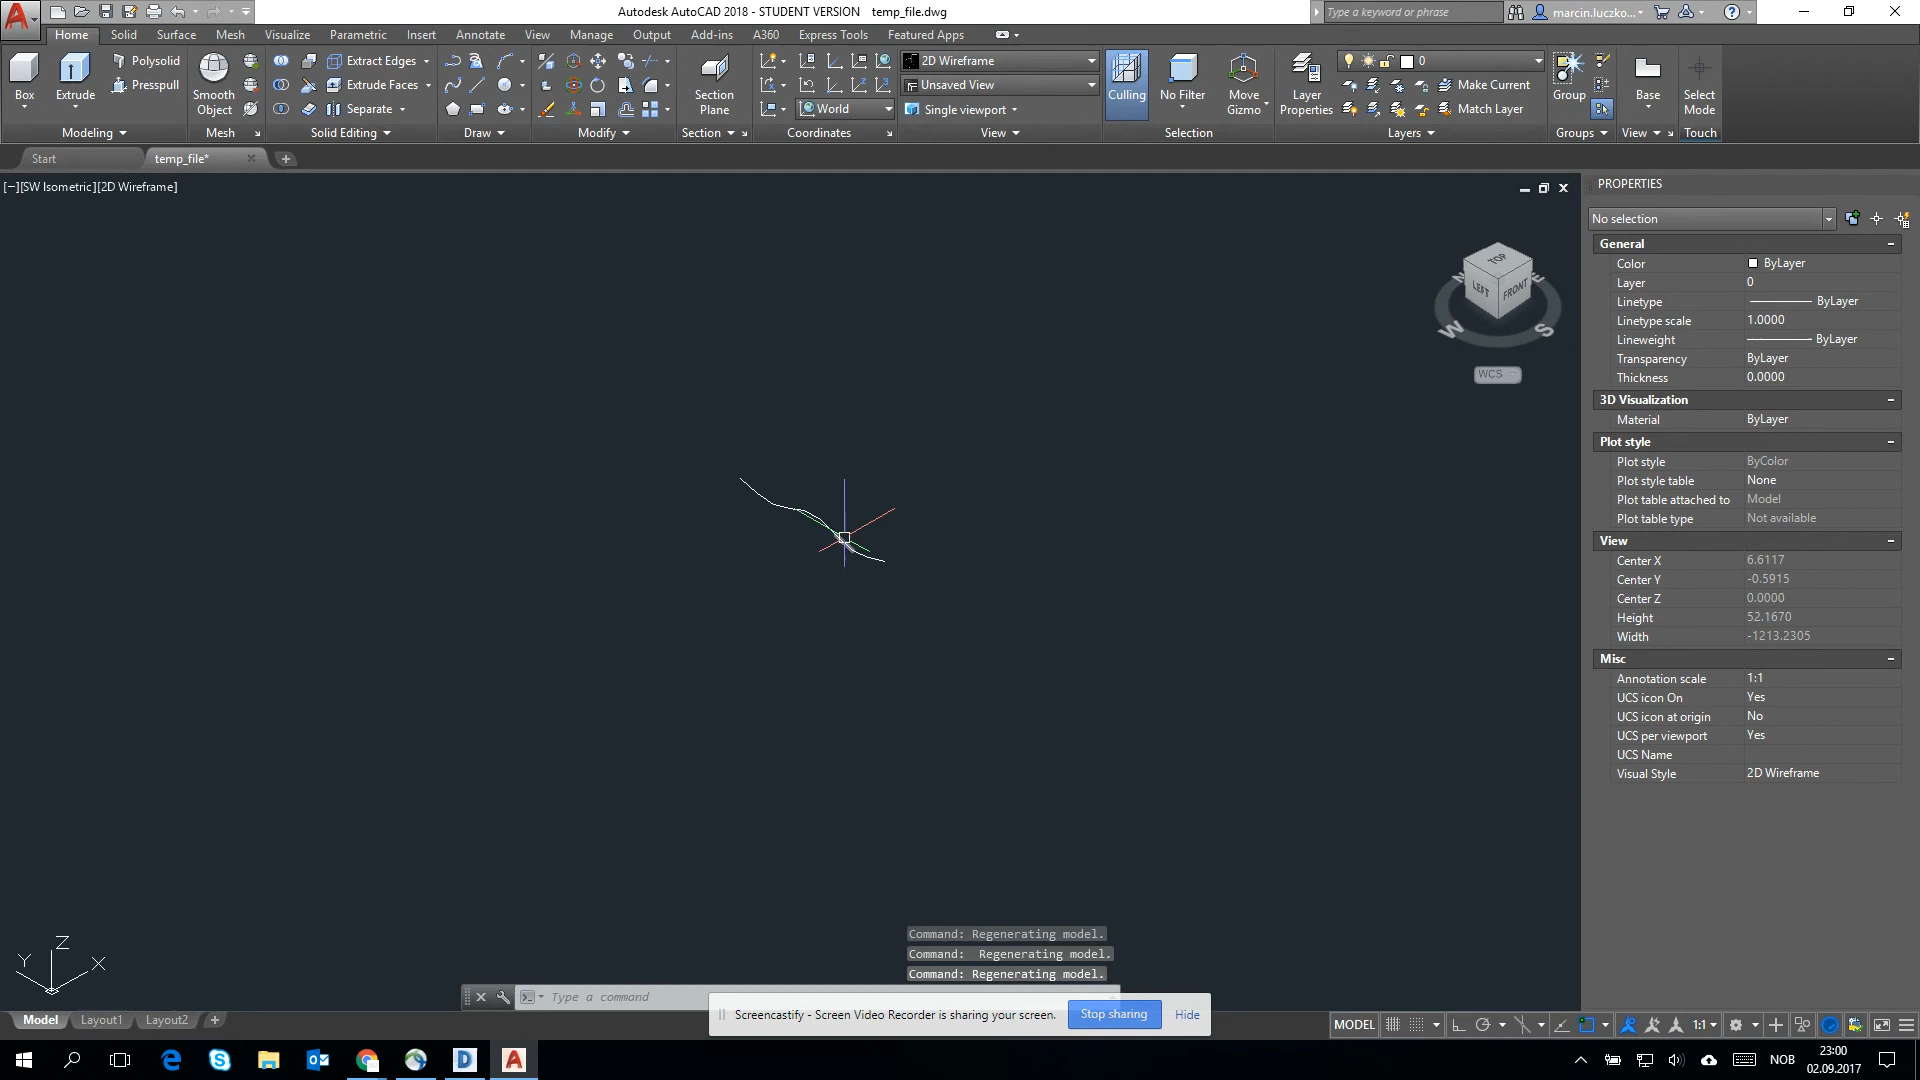 Autodesk AutoCAD 2018 - STUDENT VERSION temp_file.dwg
Type a keyword or phrase
marcin.luczko...
Home Solid Surface Mesh Visualize Parametric Insert Annotate View Manage Output Add-ins A360 Express Tools Featured Apps
Box
Extrude
Polysolid
Presspull
Modeling
Smooth
Object
Mesh
Extract Edges
Extrude Faces
Separate
Solid Editing
Draw
Modify
Section
Plane
Section
World
Coordinates
2D Wireframe
Unsaved View
Single viewport
View
Culling
No Filter
Move
Gizmo
Selection
Layer
Properties
0
Make Current
Match Layer
Layers
Group
Groups
Base
View
Select
Mode
Touch
Start
temp_file*
[−][SW Isometric][2D Wireframe]
TOP
LEFT FRONT
N E
W S
WCS
PROPERTIES
No selection
General
Color ByLayer
Layer 0
Linetype ByLayer
Linetype scale 1.0000
Lineweight ByLayer
Transparency ByLayer
Thickness 0.0000
3D Visualization
Material ByLayer
Plot style
Plot style ByColor
Plot style table None
Plot table attached to Model
Plot table type Not available
View
Center X 6.6117
Center Y -0.5915
Center Z 0.0000
Height 52.1670
Width -1213.2305
Misc
Annotation scale 1:1
UCS icon On Yes
UCS icon at origin No
UCS per viewport Yes
UCS Name
Visual Style 2D Wireframe
Z
Y X
Command: Regenerating model.
Command: Regenerating model.
Command: Regenerating model.
Type a command
Screencastify - Screen Video Recorder is sharing your screen. Stop sharing Hide
Model Layout1 Layout2
MODEL
1:1
NOB
23:00
02.09.2017